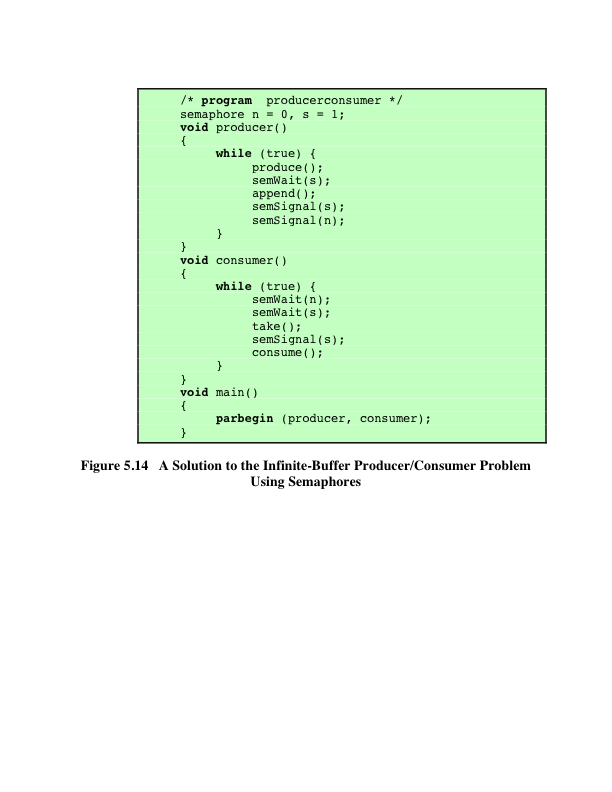 /* program  producerconsumer */
semaphore n = 0, s = 1;
void producer()
{
     while (true) {
          produce();
          semWait(s);
          append();
          semSignal(s);
          semSignal(n);
     }
}
void consumer()
{
     while (true) {
          semWait(n);
          semWait(s);
          take();
          semSignal(s);
          consume();
     }
}
void main()
{
     parbegin (producer, consumer);
}
Figure 5.14   A Solution to the Infinite-Buffer Producer/Consumer Problem
Using Semaphores